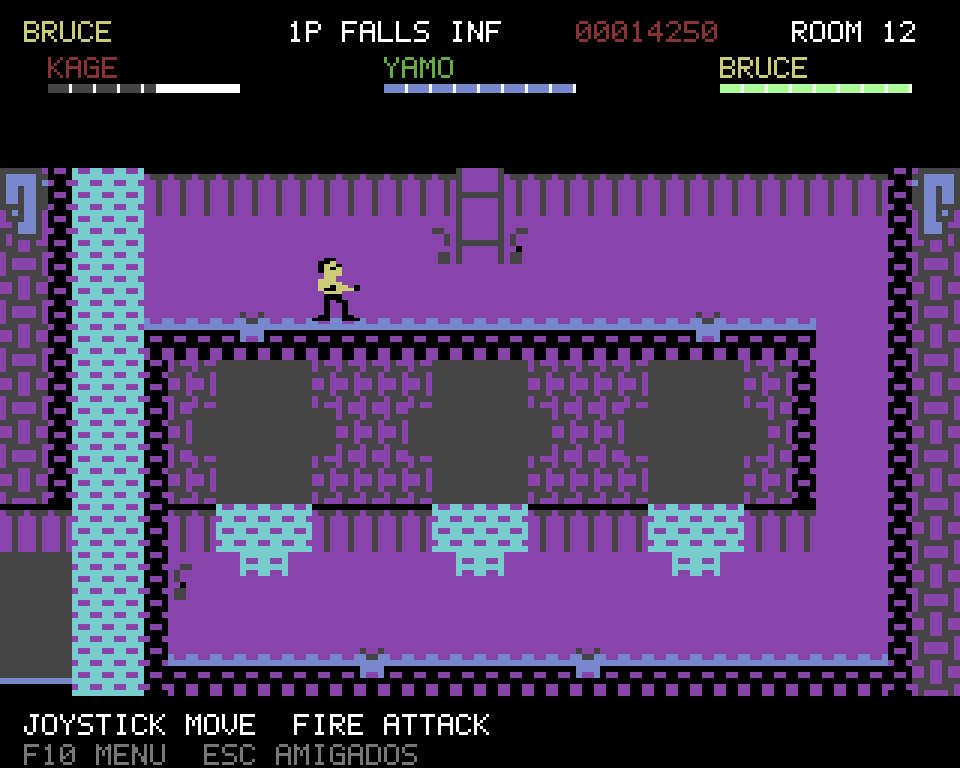 BRUCE 1P FALLS INF 00014250 ROOM 12
KAGE YAMO BRUCE
JOYSTICK MOVE FIRE ATTACK
F10 MENU ESC AMIGADOS